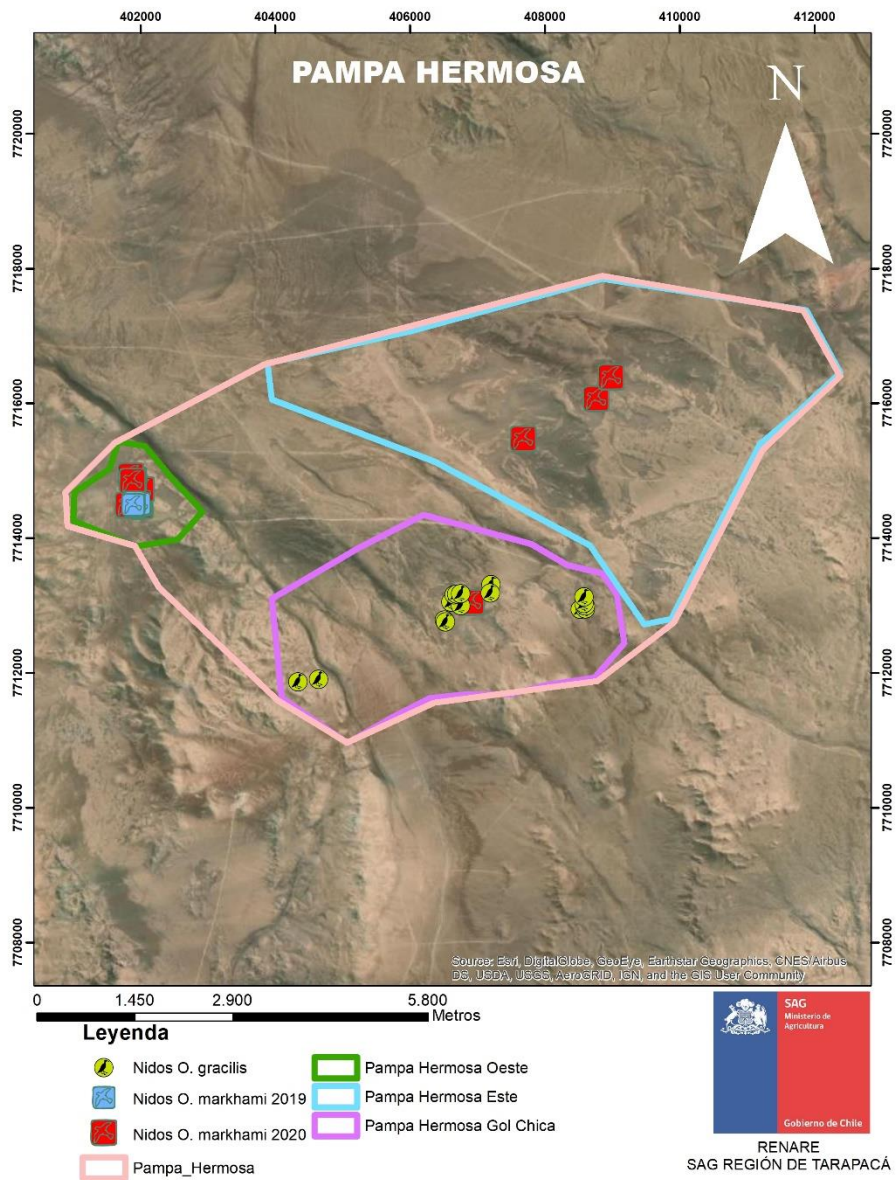 402000 404000 406000 408000 410000 412000
PAMPA HERMOSA
N
7720000 7720000
7718000 7718000
7716000 7716000
7714000 7714000
7712000 7712000
7710000 7710000
7708000 7708000
Source: Esri, DigitalGlobe, GeoEye, Earthstar Geographics, CNES/Airbus
DS, USDA, USGS, AeroGRID, IGN, and the GIS User Community
0 1.450 2.900 5.800
Metros
Leyenda
Nidos O. gracilis
Nidos O. markhami 2019
Nidos O. markhami 2020
Pampa_Hermosa
Pampa Hermosa Oeste
Pampa Hermosa Este
Pampa Hermosa Gol Chica
SAG
Ministerio de
Agricultura
Gobierno de Chile
RENARE
SAG REGIÓN DE TARAPACÁ